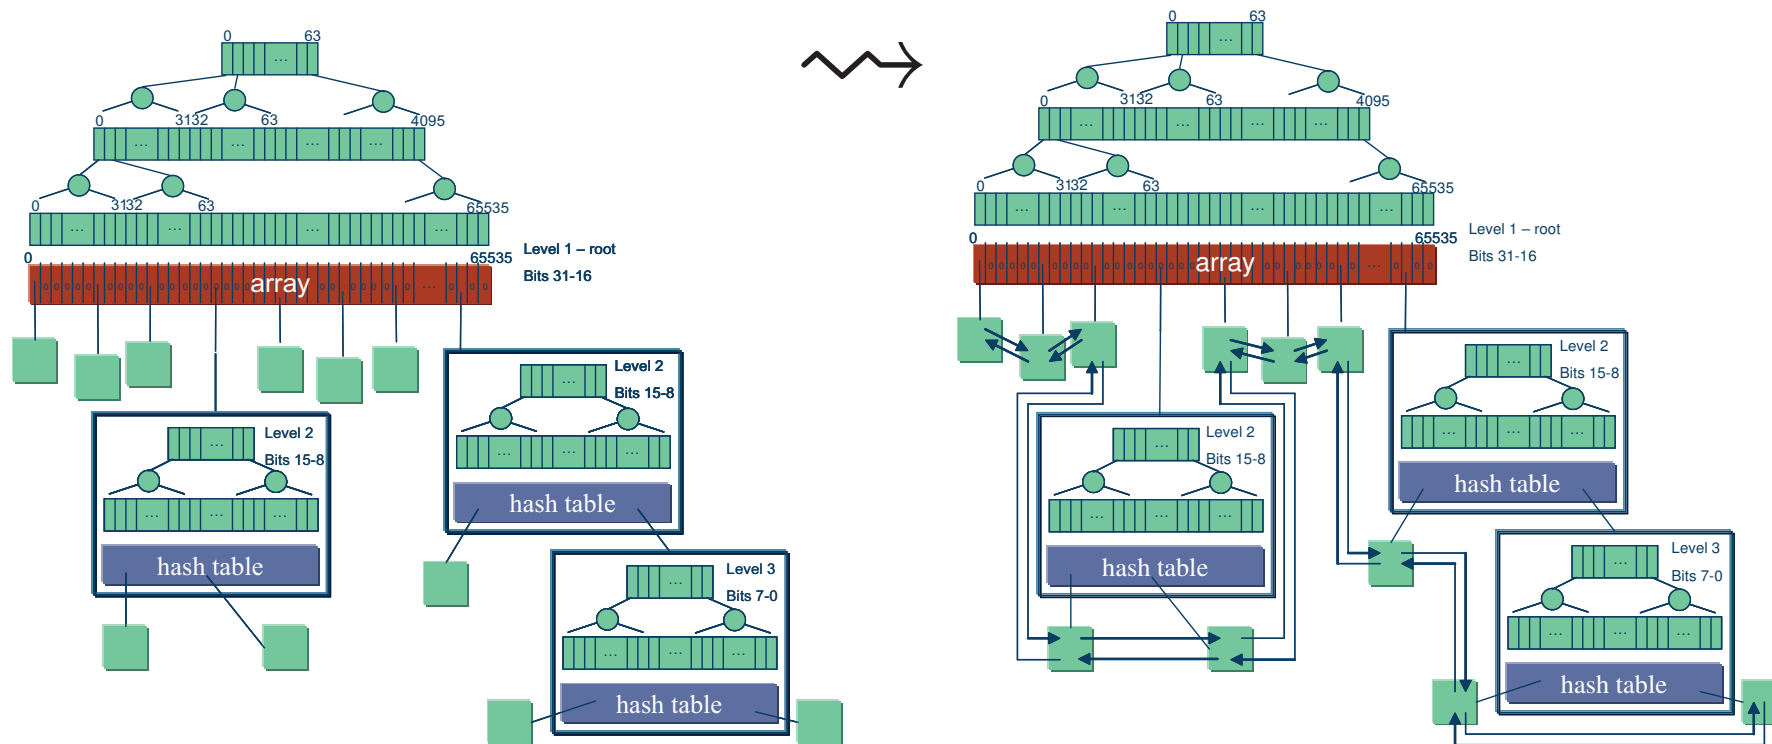 0 63
...
0 3132 63 4095
... ... ... ...
0 3132 63 65535
... ... ... ...
Level 1 – root
0 65535
Bits 31-16
array
...
Level 2
...
Bits 15-8
... ... ...
hash table
Level 2
...
Bits 15-8
... ... ...
hash table
Level 3
...
Bits 7-0
... ... ...
hash table
0 63
...
0 3132 63 4095
... ... ... ...
0 3132 63 65535
... ... ... ...
Level 1 – root
0 65535
Bits 31-16
array
...
Level 2
...
Bits 15-8
... ... ...
hash table
Level 2
...
Bits 15-8
... ... ...
hash table
Level 3
...
Bits 7-0
... ... ...
hash table